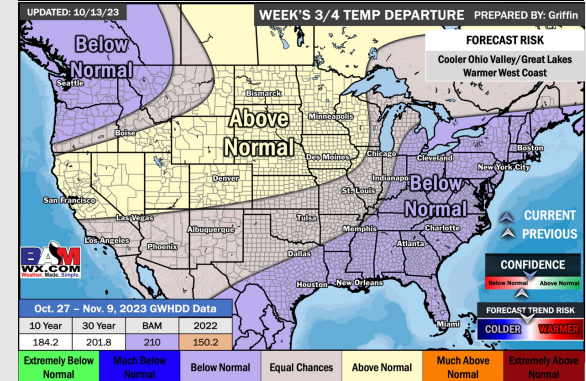 UPDATED: 10/13/23
WEEK'S 3/4 TEMP DEPARTURE
PREPARED BY: Griffin
FORECAST RISK
Cooler Ohio Valley/Great Lakes
Warmer West Coast
Below
Normal
Seattle
Boise
Bismarck
Minneapolis
Above
Normal
Des Moines
Chicago
Cleveland
Boston
New York City
Indianapo
Denver
St. Louis
Below
Normal
San Francisco
Las Vegas
Los Angeles
Phoenix
Albuquerque
Tulsa
Memphis
Charlotte
Atlanta
Dallas
Houston
New Orleans
Miami
CURRENT
PREVIOUS
CONFIDENCE
Below Normal
Above Normal
FORECAST TREND RISK
COLDER
WARMER
BAM
WX.COM
Weather. Made. Simple.
Oct. 27 – Nov. 9, 2023 GWHDD Data
10 Year
30 Year
BAM
2022
184.2
201.8
210
150.2
Extremely Below
Normal
Much Below
Normal
Below Normal
Equal Chances
Above Normal
Much Above
Normal
Extremely Above
Normal